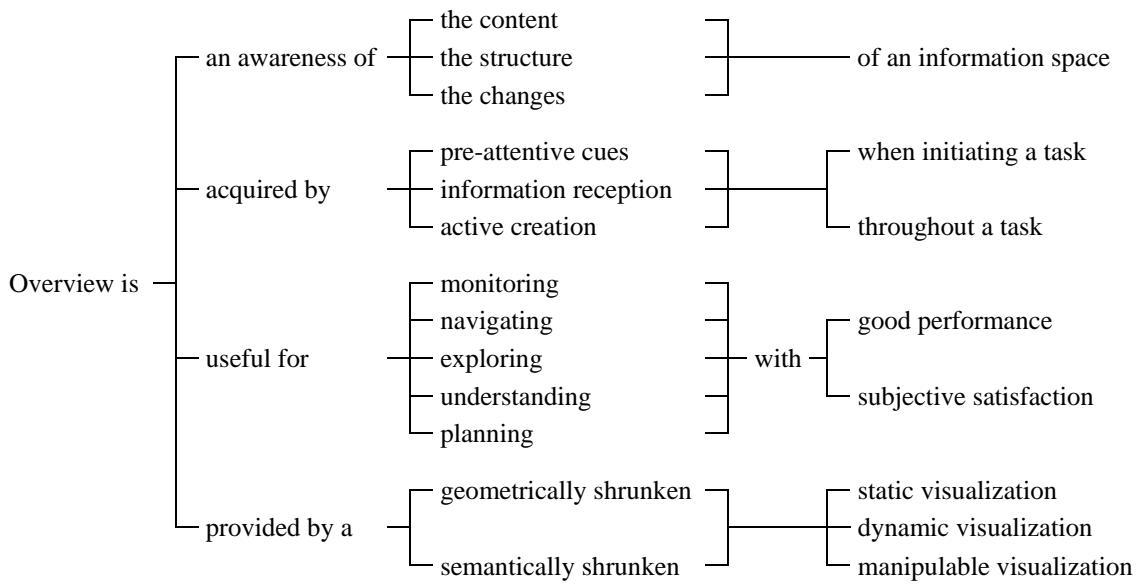 Overview is
an awareness of
the content
the structure
the changes
of an information space
acquired by
pre-attentive cues
information reception
active creation
when initiating a task
throughout a task
useful for
monitoring
navigating
exploring
understanding
planning
with
good performance
subjective satisfaction
provided by a
geometrically shrunken
semantically shrunken
static visualization
dynamic visualization
manipulable visualization